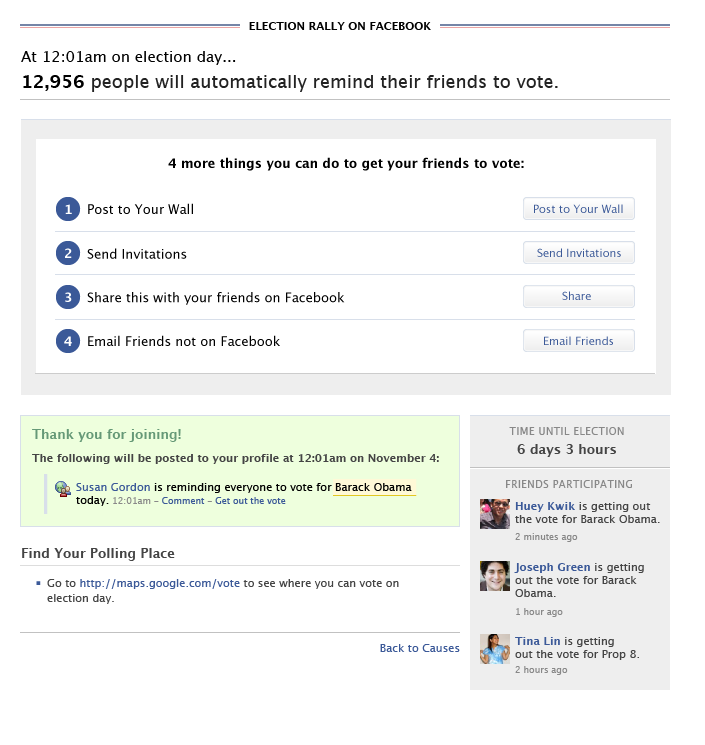 ELECTION RALLY ON FACEBOOK
At 12:01am on election day...
12,956 people will automatically remind their friends to vote.
4 more things you can do to get your friends to vote:
1 Post to Your Wall Post to Your Wall
2 Send Invitations Send Invitations
3 Share this with your friends on Facebook Share
4 Email Friends not on Facebook Email Friends
Thank you for joining!
The following will be posted to your profile at 12:01am on November 4:
Susan Gordon is reminding everyone to vote for Barack Obama
today. 12:01am – Comment – Get out the vote
Find Your Polling Place
Go to http://maps.google.com/vote to see where you can vote on
election day.
Back to Causes
TIME UNTIL ELECTION
6 days 3 hours
FRIENDS PARTICIPATING
Huey Kwik is getting out
the vote for Barack Obama.
2 minutes ago
Joseph Green is getting
out the vote for Barack
Obama.
1 hour ago
Tina Lin is getting
out the vote for Prop 8.
2 hours ago